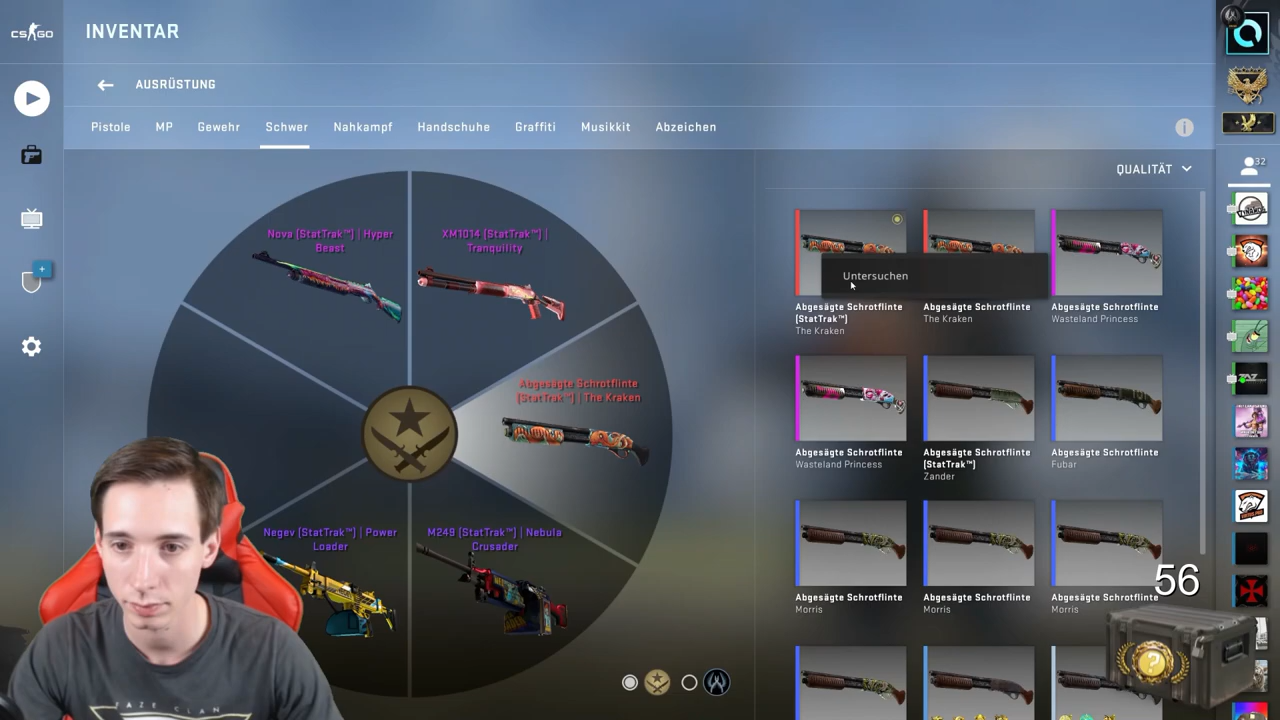 CS GO
INVENTAR
AUSRÜSTUNG
Pistole
MP
Gewehr
Schwer
Nahkampf
Handschuhe
Graffiti
Musikkit
Abzeichen
QUALITÄT
32
+
Nova (StatTrak™) | Hyper
Beast
XM1014 (StatTrak™) |
Tranquility
Abgesägte Schrotflinte
(StatTrak™) | The Kraken
Negev (StatTrak™) | Power
Loader
M249 (StatTrak™) | Nebula
Crusader
Untersuchen
Abgesägte Schrotflinte
(StatTrak™)
The Kraken
Abgesägte Schrotflinte
The Kraken
Abgesägte Schrotflinte
Wasteland Princess
Abgesägte Schrotflinte
Wasteland Princess
Abgesägte Schrotflinte
(StatTrak™)
Zander
Abgesägte Schrotflinte
Fubar
Abgesägte Schrotflinte
Morris
Abgesägte Schrotflinte
Morris
Abgesägte Schrotflinte
Morris
56
?
FAZE CLAN